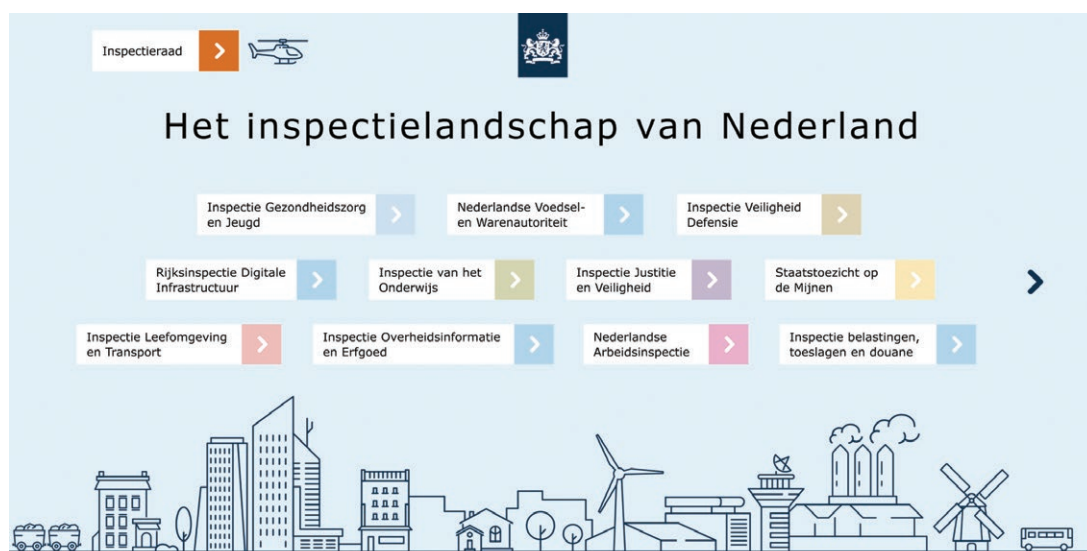 Inspectieraad
Het inspectielandschap van Nederland
Inspectie Gezondheidszorg
en Jeugd
Nederlandse Voedsel-
en Warenautoriteit
Inspectie Veiligheid
Defensie
Rijksinspectie Digitale
Infrastructuur
Inspectie van het
Onderwijs
Inspectie Justitie
en Veiligheid
Staatstoezicht op
de Mijnen
Inspectie Leefomgeving
en Transport
Inspectie Overheidsinformatie
en Erfgoed
Nederlandse
Arbeidsinspectie
Inspectie belastingen,
toeslagen en douane